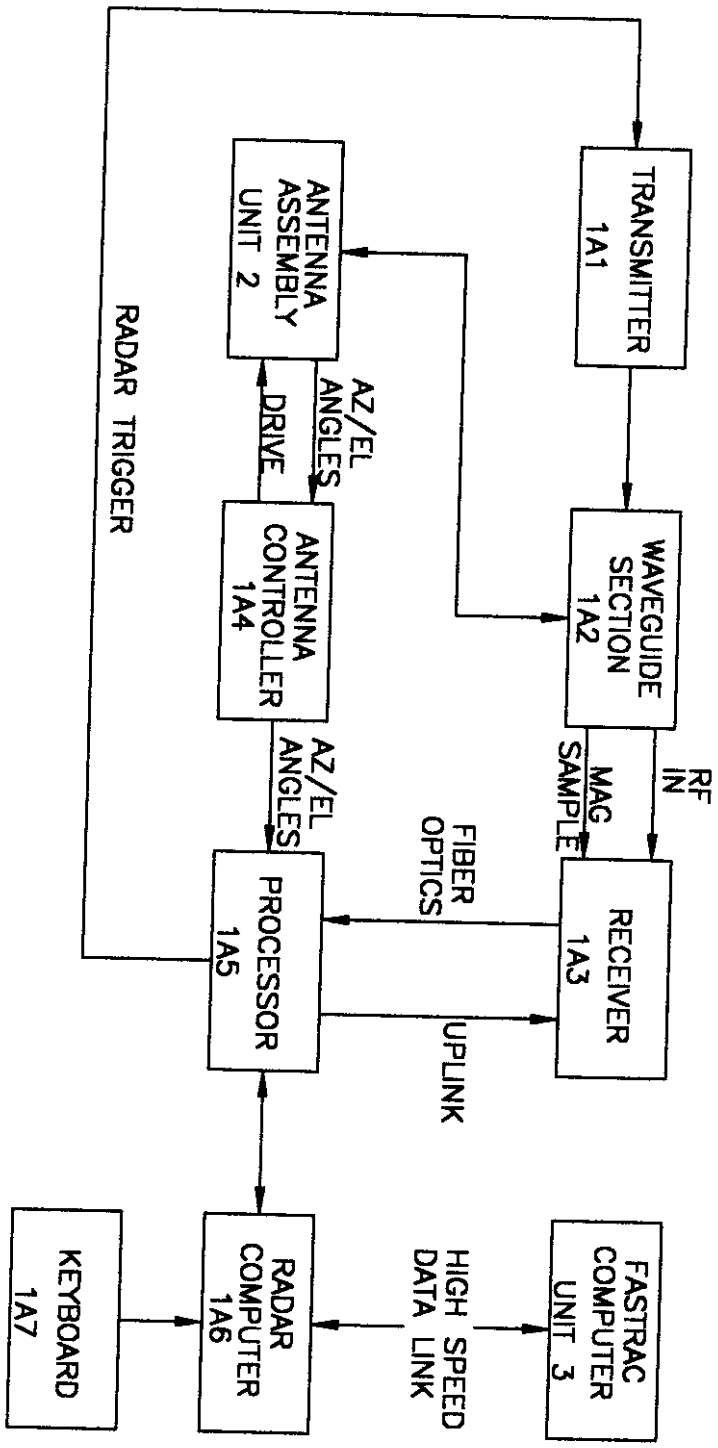 TRANSMITTER
1A1
WAVEGUIDE
SECTION
1A2
RF
IN
MAG
SAMPLE
RECEIVER
1A3
FASTRAC
COMPUTER
UNIT 3
FIBER
OPTICS
UPLINK
HIGH SPEED
DATA LINK
ANTENNA
ASSEMBLY
UNIT 2
AZ/EL
ANGLES
DRIVE
ANTENNA
CONTROLLER
1A4
AZ/EL
ANGLES
PROCESSOR
1A5
RADAR
COMPUTER
1A6
RADAR TRIGGER
KEYBOARD
1A7